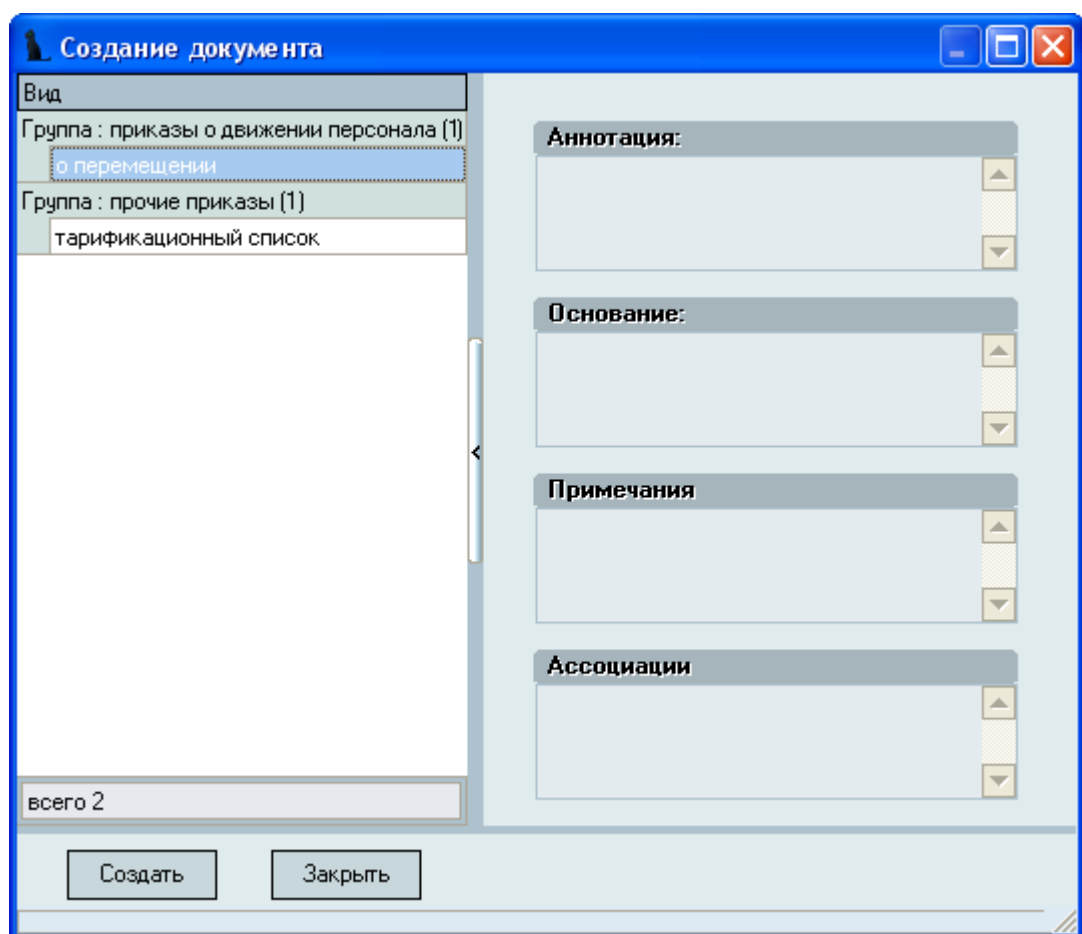 Создание документа
Вид
Группа : приказы о движении персонала (1)
о перемещении
Группа : прочие приказы (1)
тарификационный список
всего 2
Аннотация:
Основание:
Примечания
Ассоциации
Создать
Закрыть